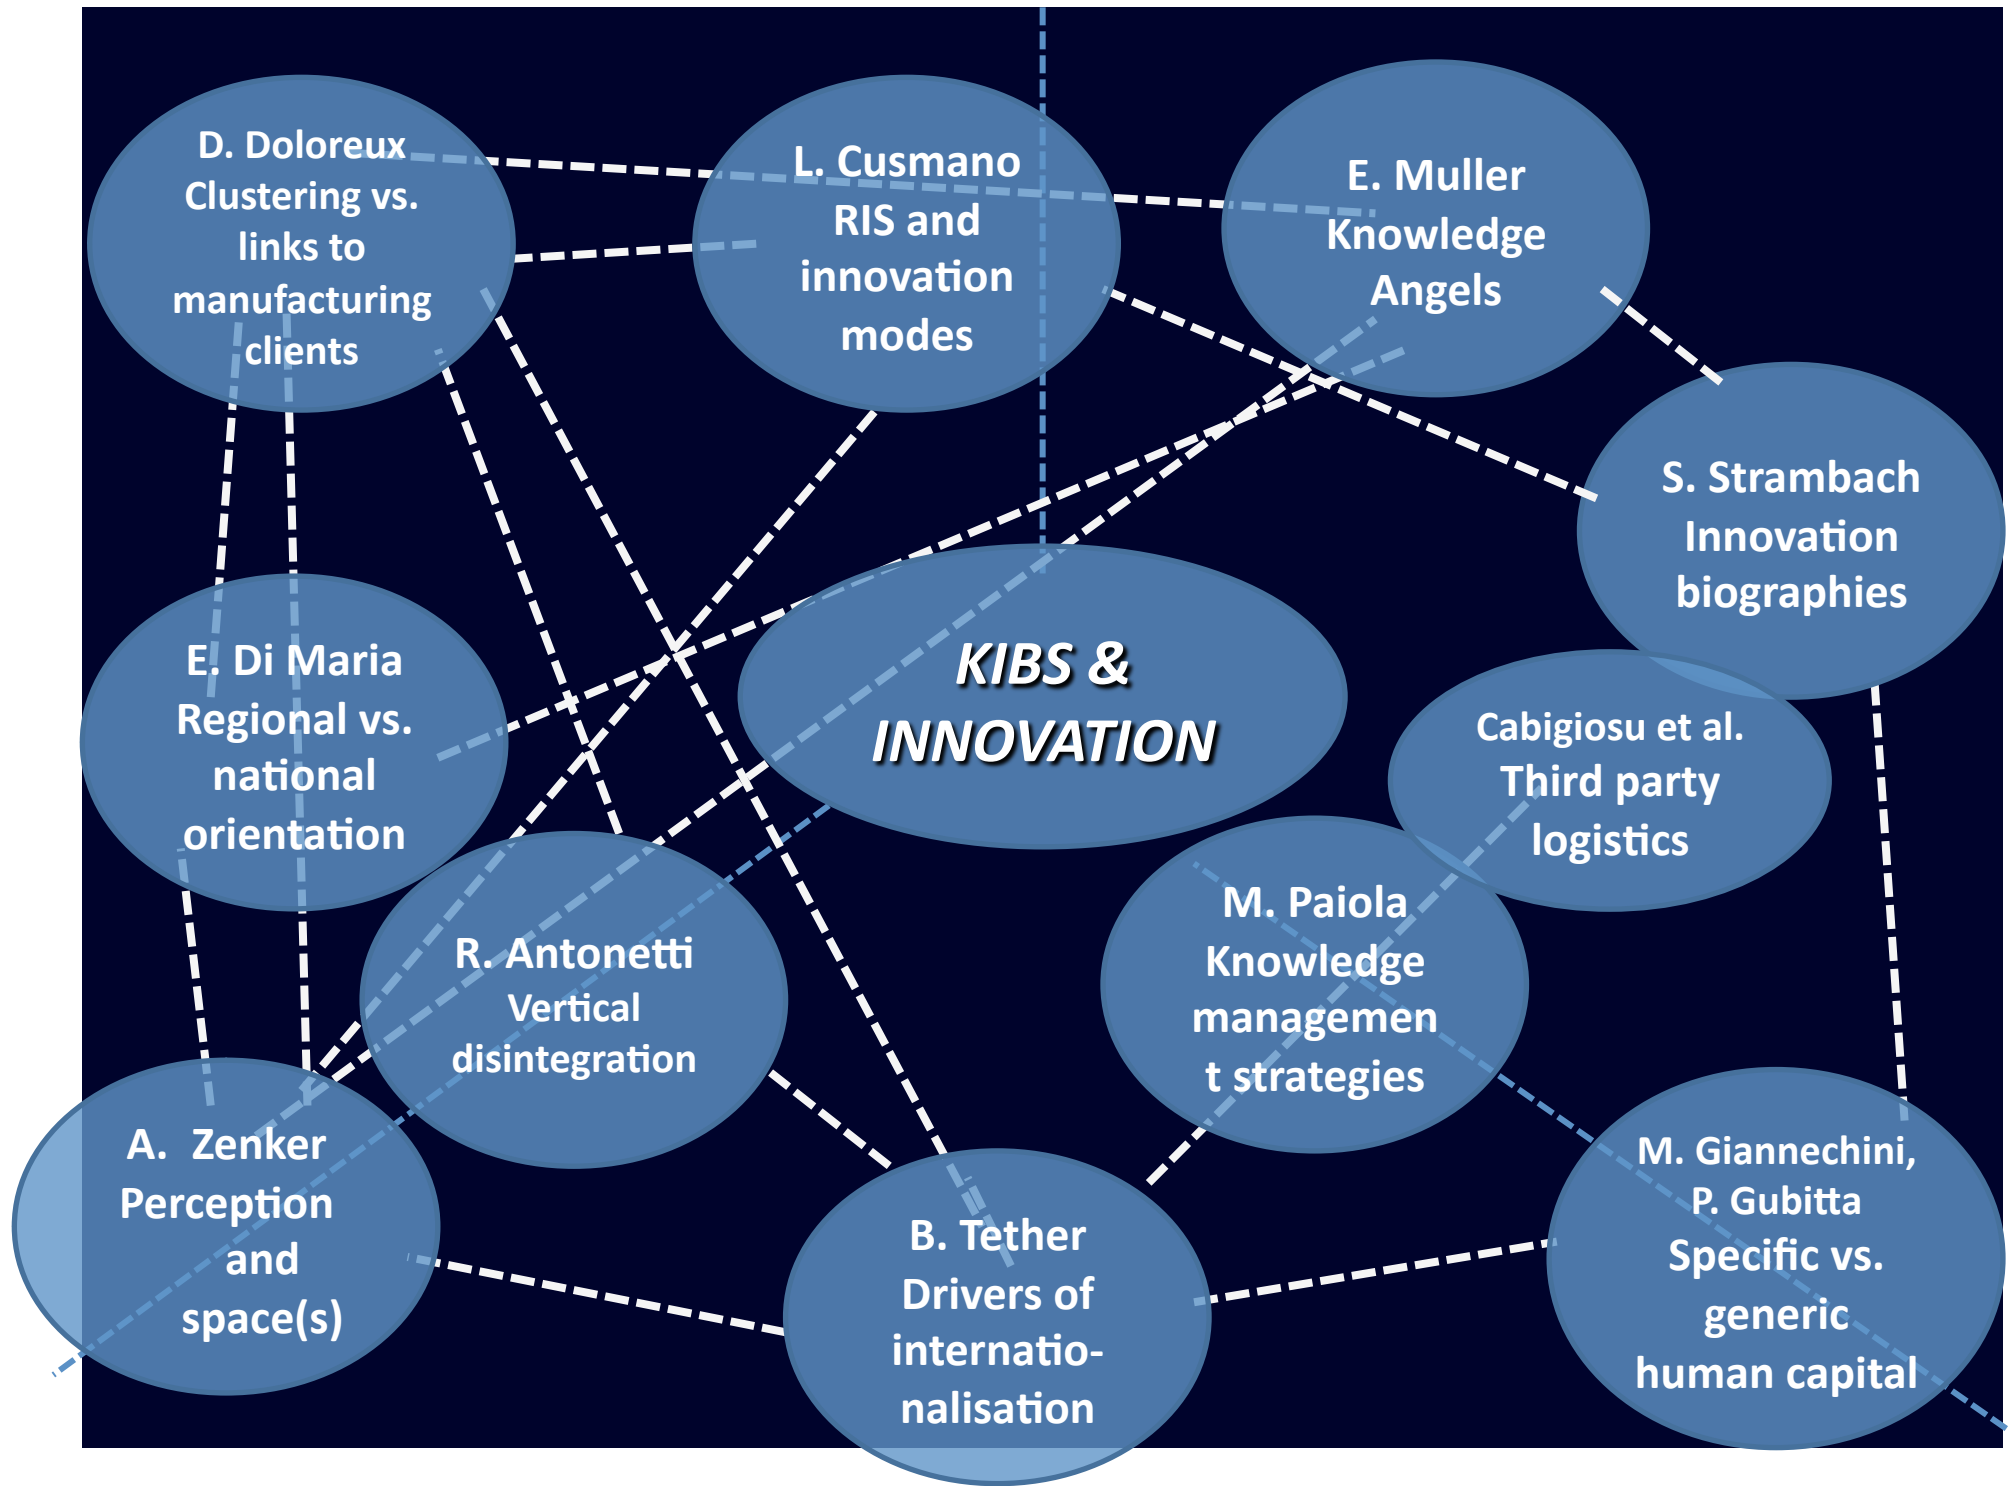 D. Doloreux
Clustering vs.
links to
manufacturing
clients
L. Cusmano
RIS and
innovation
modes
E. Muller
Knowledge
Angels
S. Strambach
Innovation
biographies
E. Di Maria
Regional vs.
national
orientation
KIBS &
INNOVATION
Cabigiosu et al.
Third party
logistics
R. Antonetti
Vertical
disintegration
M. Paiola
Knowledge
managemen
t strategies
A. Zenker
Perception
and
space(s)
B. Tether
Drivers of
internatio-
nalisation
M. Giannechini,
P. Gubitta
Specific vs.
generic
human capital